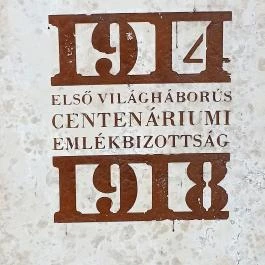 1914
ELSŐ VILÁGHÁBORÚS
CENTENÁRIUMI
EMLÉKBIZOTTSÁG
1918